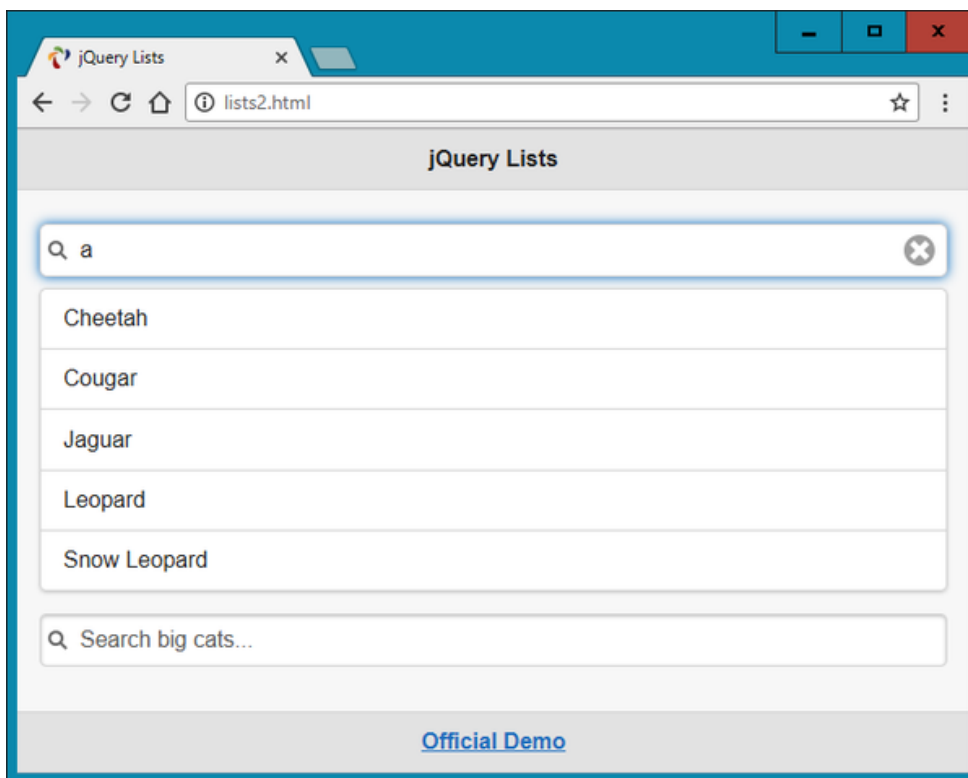 jQuery Lists
lists2.html
jQuery Lists
a
Cheetah
Cougar
Jaguar
Leopard
Snow Leopard
Search big cats...
Official Demo